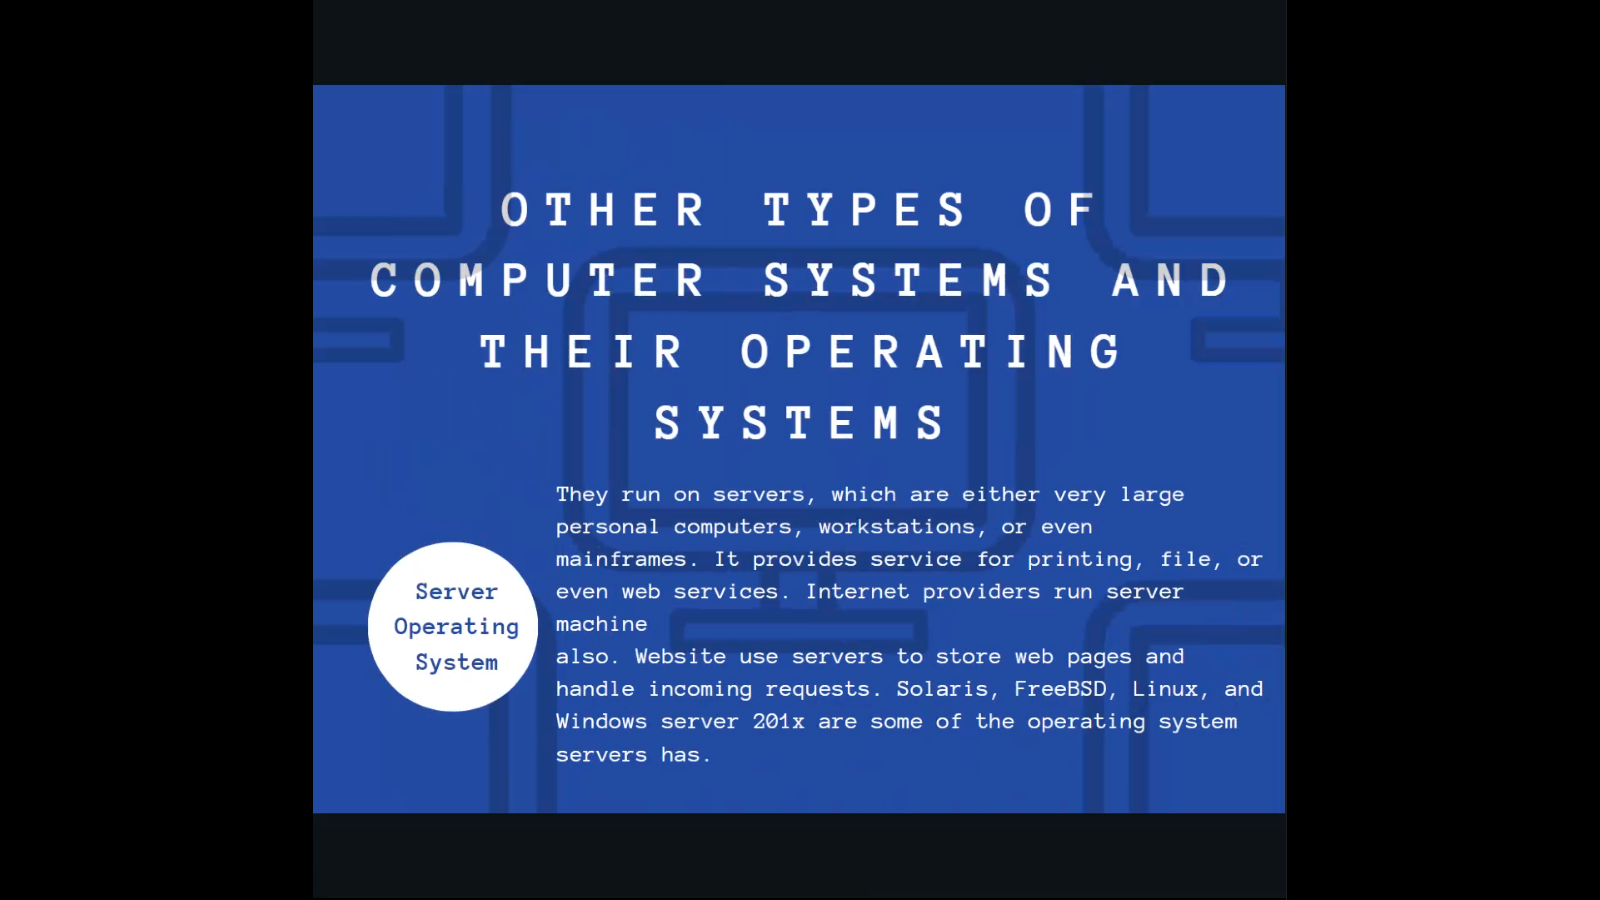 OTHER TYPES OF
COMPUTER SYSTEMS AND
THEIR OPERATING
SYSTEMS
Server
Operating
System
They run on servers, which are either very large
personal computers, workstations, or even
mainframes. It provides service for printing, file, or
even web services. Internet providers run server
machine
also. Website use servers to store web pages and
handle incoming requests. Solaris, FreeBSD, Linux, and
Windows server 201x are some of the operating system
servers has.